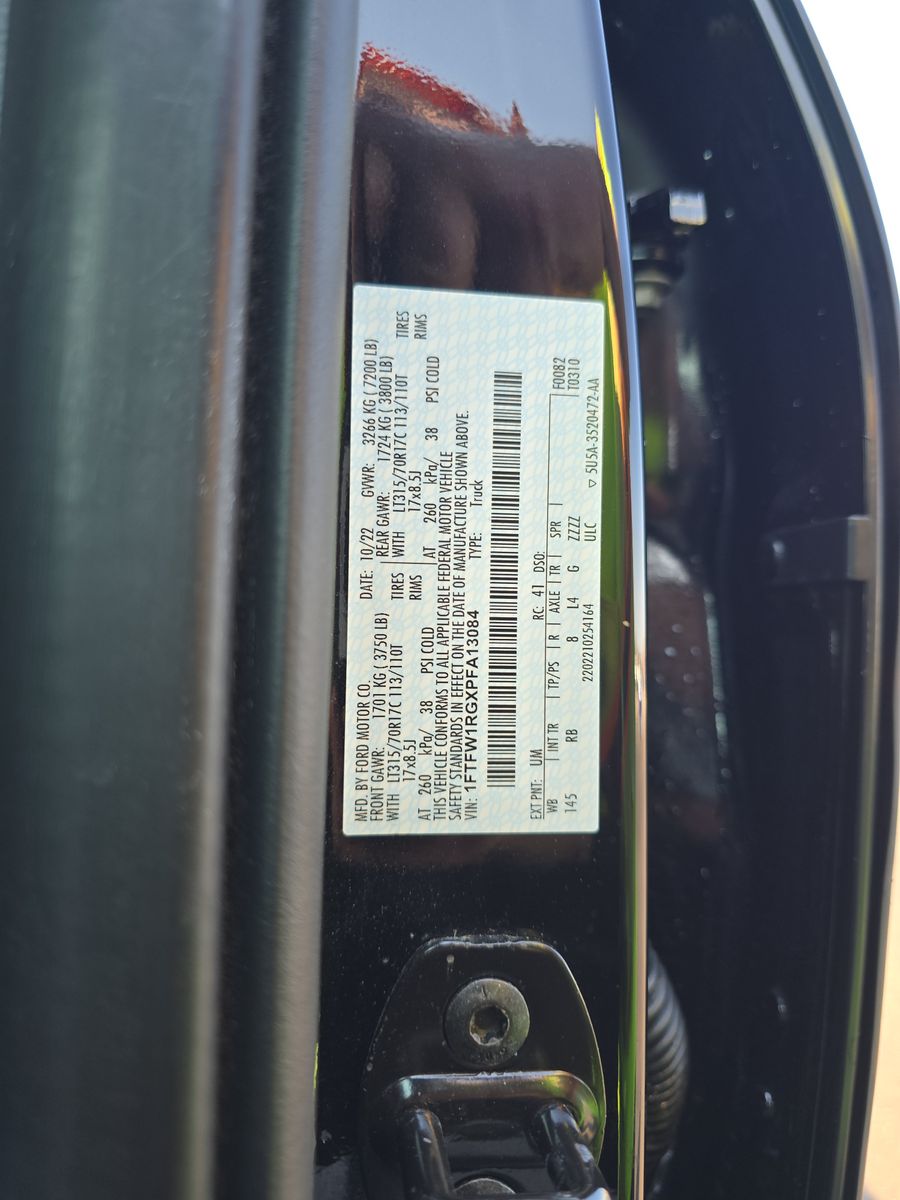 MFD. BY FORD MOTOR CO. DATE: 10/22 GVWR: 3266 KG ( 7200 LB)
FRONT GAWR: 1701 KG ( 3750 LB) REAR GAWR: 1724 KG ( 3800 LB)
WITH LT315/70R17C 113/110T TIRES WITH LT315/70R17C 113/110T TIRES
17x8.5J RIMS 17x8.5J RIMS
AT 260 kPa/ 38 PSI COLD AT 260 kPa/ 38 PSI COLD
THIS VEHICLE CONFORMS TO ALL APPLICABLE FEDERAL MOTOR VEHICLE
SAFETY STANDARDS IN EFFECT ON THE DATE OF MANUFACTURE SHOWN ABOVE.
VIN: 1FTFW1RGXPFA13084 TYPE: Truck
EXT PNT: UM RC: 41 DSO:
WB INT TR TP/PS R AXLE TR SPR F0082
145 RB 8 L4 G ZZZZ T0310
2202210254164 ULC ▽ 5U5A-3520472-AA